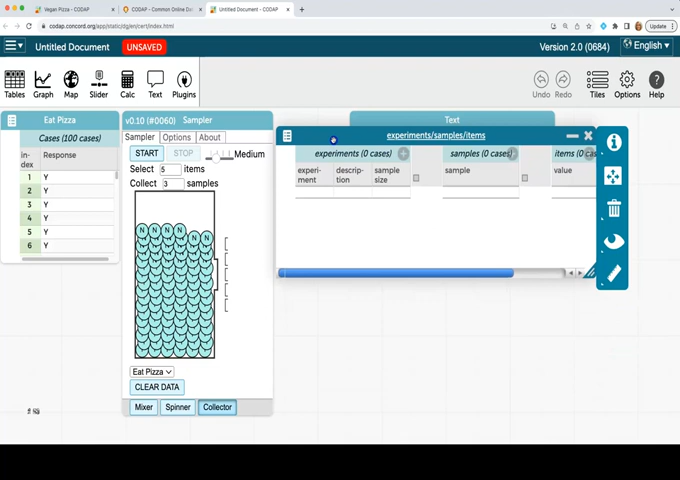 Vegan Pizza - CODAP
CODAP - Common Online Da
Untitled Document - CODAP
codap.concord.org/app/static/dg/en/cert/index.html
Update
Untitled Document
UNSAVED
Version 2.0 (0684)
English
Tables
Graph
Map
Slider
Calc
Text
Plugins
Undo
Redo
Tiles
Options
Help
Eat Pizza
Cases (100 cases)
in-
dex
Response
1 Y
2 Y
3 Y
4 Y
5 Y
6 Y
v0.10 (#0060) Sampler
Sampler
Options
About
START
STOP
Medium
Select 5 items
Collect 3 samples
N N N N N N
Eat Pizza
CLEAR DATA
Mixer
Spinner
Collector
Text
experiments/samples/items
experiments (0 cases)
samples (0 cases)
items (0 cas
experi-
ment
descrip-
tion
sample
size
sample
value